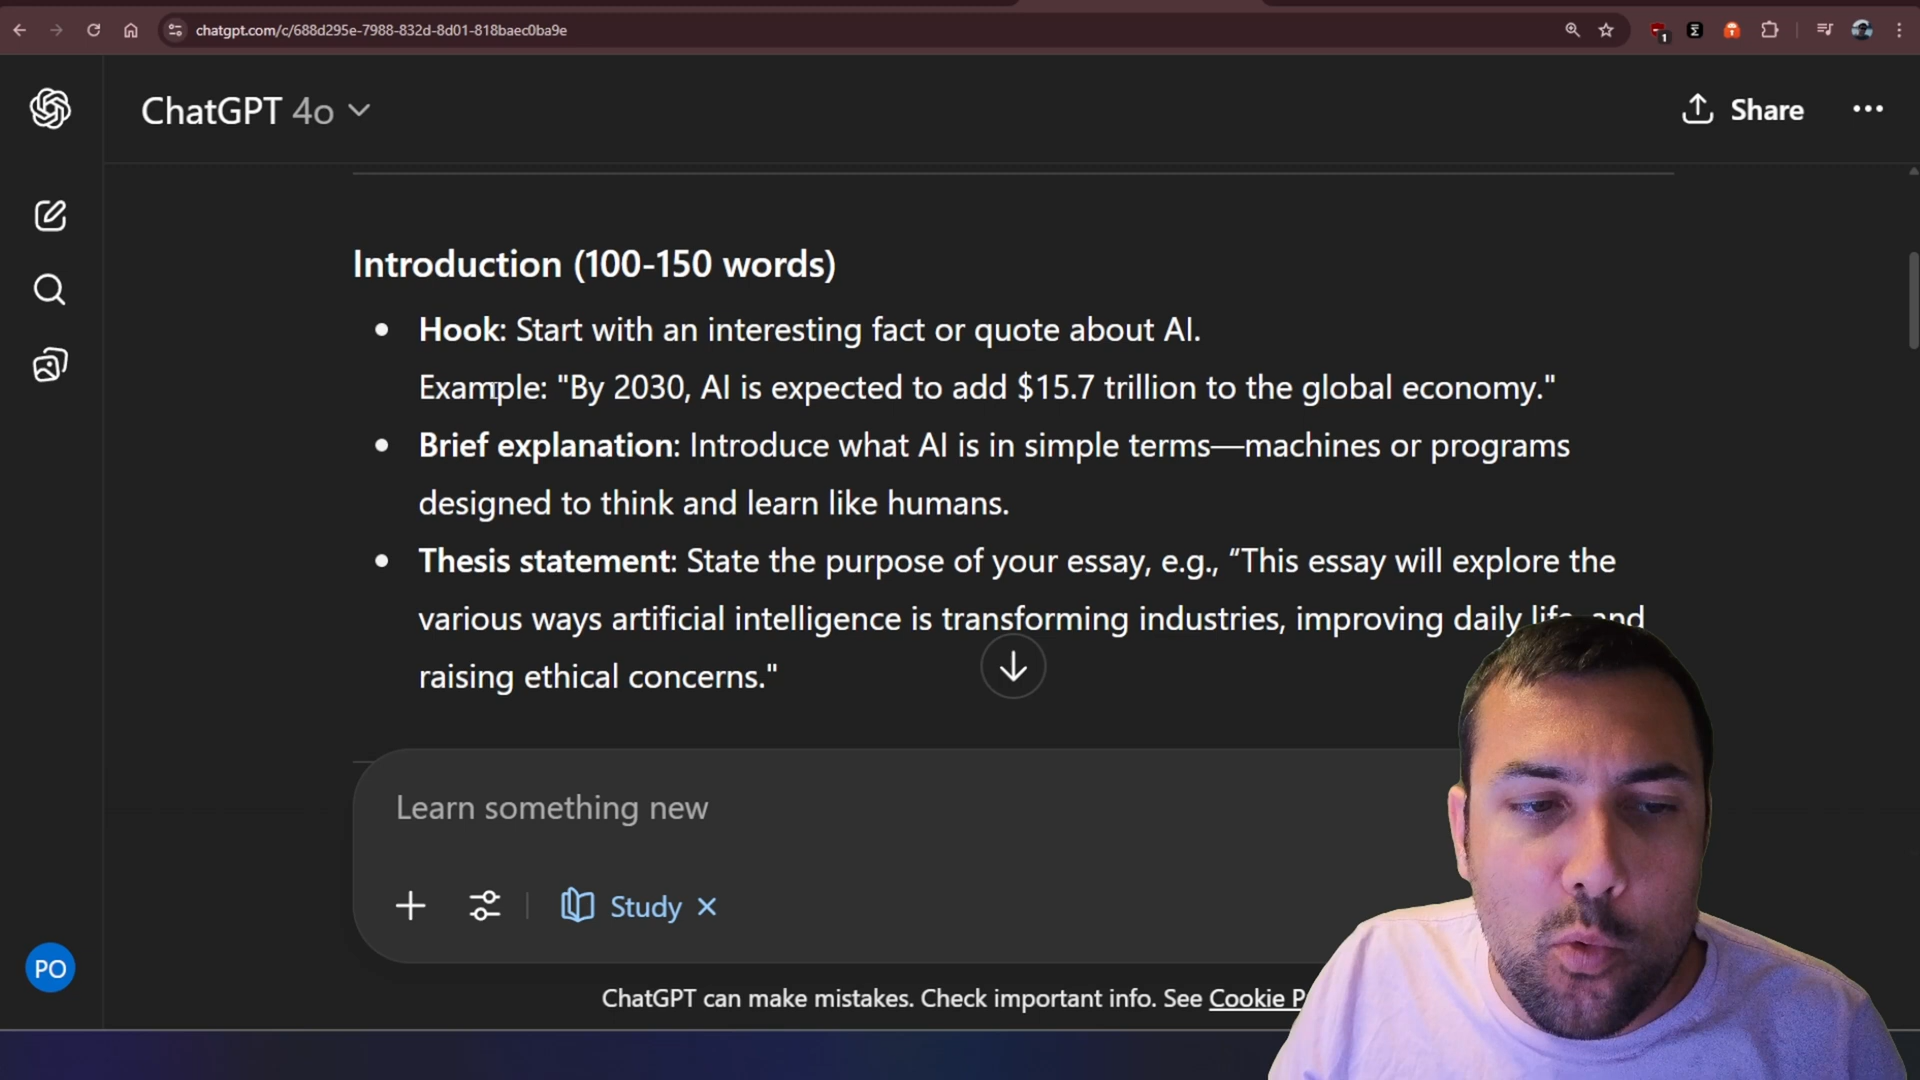 chatgpt.com/c/688d295e-7988-832d-8d01-818baec0ba9e
1
ChatGPT 4o
Share
Introduction (100-150 words)
Hook: Start with an interesting fact or quote about AI.
Example: "By 2030, AI is expected to add $15.7 trillion to the global economy."
Brief explanation: Introduce what AI is in simple terms—machines or programs
designed to think and learn like humans.
Thesis statement: State the purpose of your essay, e.g., “This essay will explore the
various ways artificial intelligence is transforming industries, improving daily life, and
raising ethical concerns."
Learn something new
Study
PO
ChatGPT can make mistakes. Check important info. See Cookie